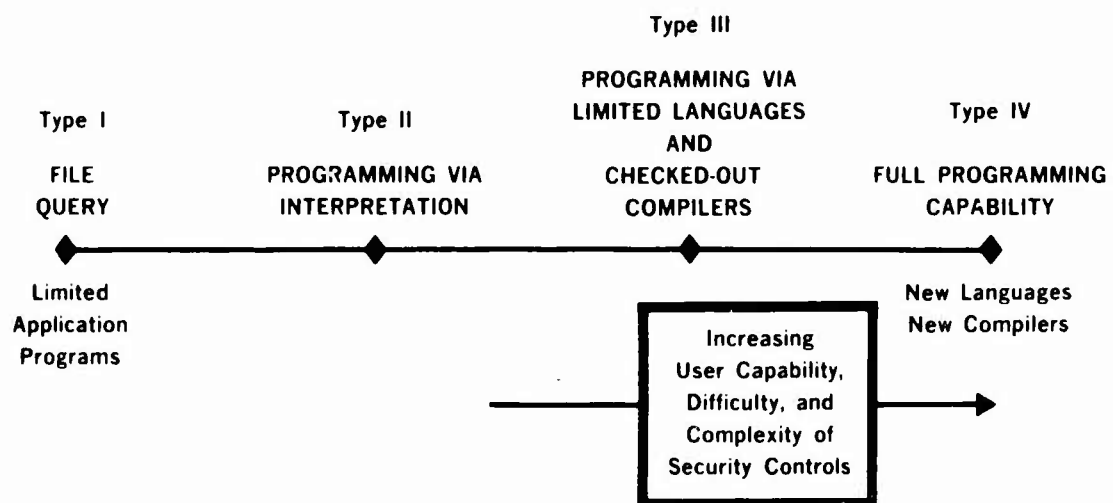 Type I
FILE
QUERY
Limited
Application
Programs
Type II
PROGRAMMING VIA
INTERPRETATION
Type III
PROGRAMMING VIA
LIMITED LANGUAGES
AND
CHECKED-OUT
COMPILERS
Type IV
FULL PROGRAMMING
CAPABILITY
New Languages
New Compilers
Increasing
User Capability,
Difficulty, and
Complexity of
Security Controls